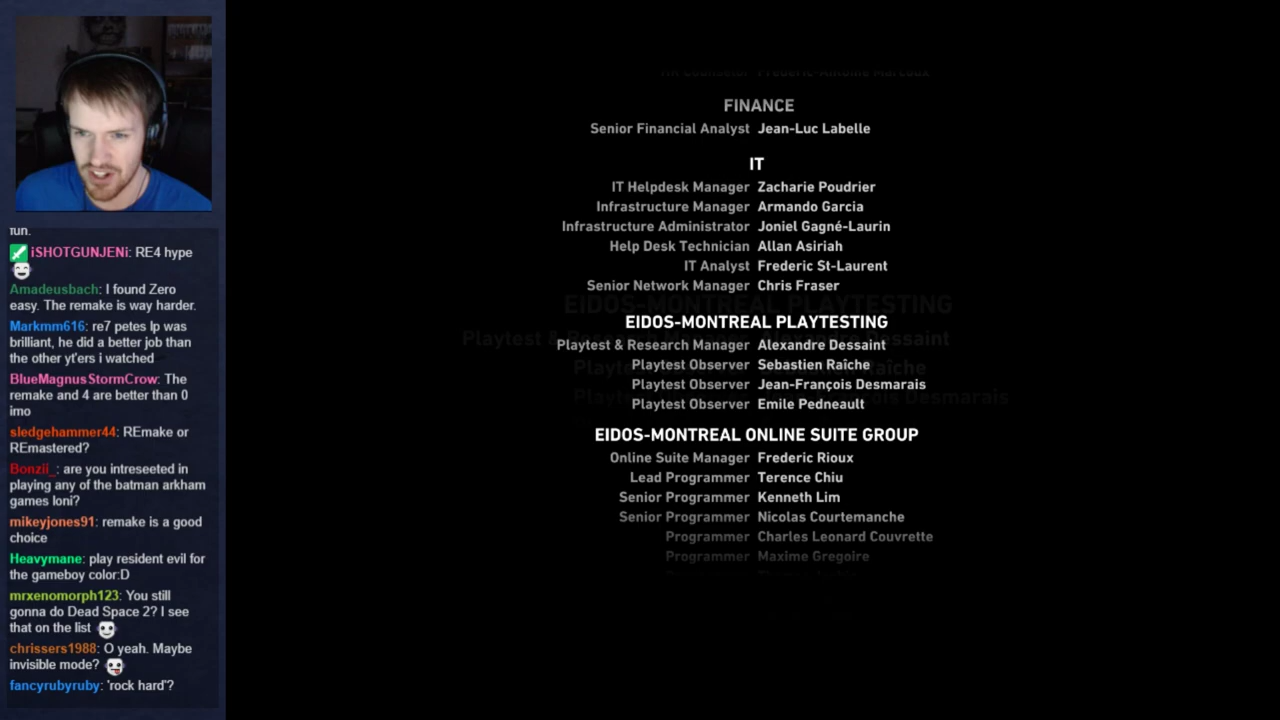 fun.
iSHOTGUNJENi: RE4 hype
Amadeusbach: I found Zero
easy. The remake is way harder.
Markmm616: re7 petes lp was
brilliant, he did a better job than
the other yt'ers i watched
BlueMagnusStormCrow: The
remake and 4 are better than 0
imo
sledgehammer44: REmake or
REmastered?
Bonzii_: are you intreseeted in
playing any of the batman arkham
games loni?
mikeyjones91: remake is a good
choice
Heavymane: play resident evil for
the gameboy color:D
mrxenomorph123: You still
gonna do Dead Space 2? I see
that on the list
chrissers1988: O yeah. Maybe
invisible mode?
fancyrubyruby: 'rock hard'?
FINANCE
Senior Financial Analyst Jean-Luc Labelle
IT
IT Helpdesk Manager Zacharie Poudrier
Infrastructure Manager Armando Garcia
Infrastructure Administrator Joniel Gagné-Laurin
Help Desk Technician Allan Asiriah
IT Analyst Frederic St-Laurent
Senior Network Manager Chris Fraser
EIDOS-MONTREAL PLAYTESTING
Playtest & Research Manager Alexandre Dessaint
Playtest Observer Sebastien Raîche
Playtest Observer Jean-François Desmarais
Playtest Observer Emile Pedneault
EIDOS-MONTREAL ONLINE SUITE GROUP
Online Suite Manager Frederic Rioux
Lead Programmer Terence Chiu
Senior Programmer Kenneth Lim
Senior Programmer Nicolas Courtemanche
Programmer Charles Leonard Couvrette
Programmer Maxime Gregoire